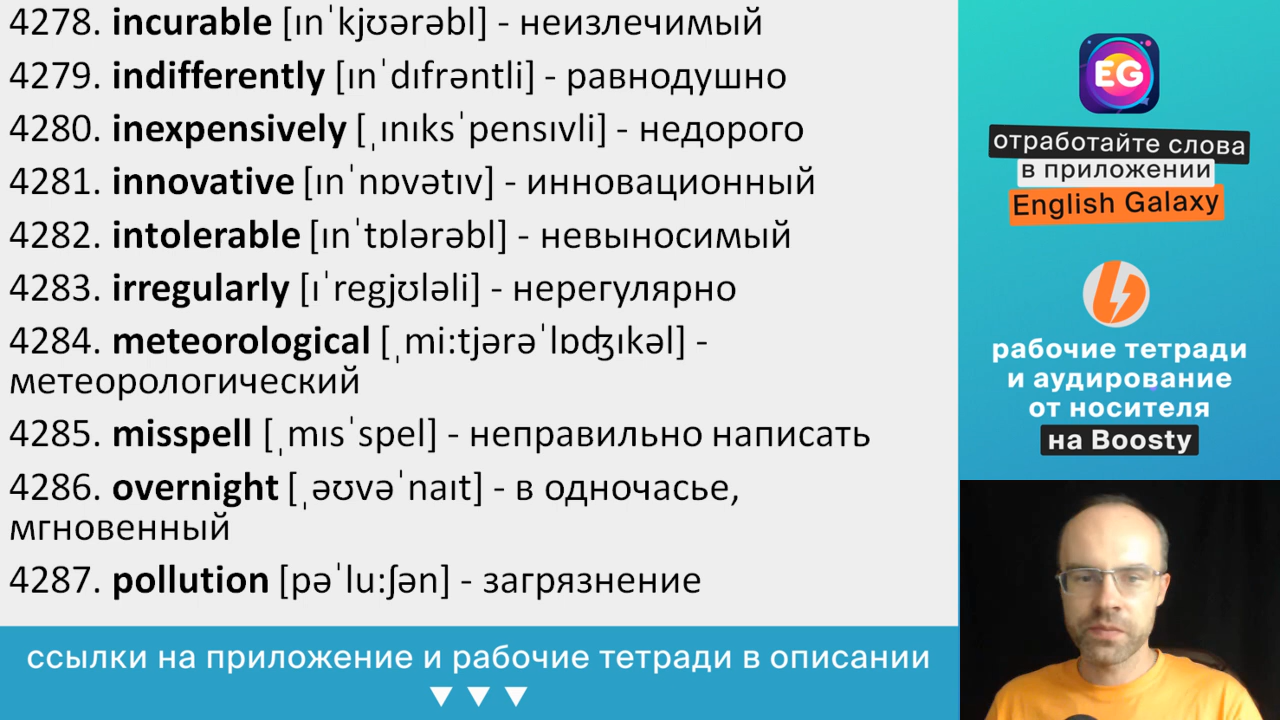 4278. incurable [ɪnˈkjʊərəbl] - неизлечимый
4279. indifferently [ɪnˈdɪfrəntli] - равнодушно
4280. inexpensively [ˌɪnɪksˈpensɪvli] - недорого
4281. innovative [ɪnˈnɒvətɪv] - инновационный
4282. intolerable [ɪnˈtɒlərəbl] - невыносимый
4283. irregularly [ɪˈregjʊləli] - нерегулярно
4284. meteorological [ˌmi:tjərəˈlɒʤɪkəl] -
метеорологический
4285. misspell [ˌmɪsˈspel] - неправильно написать
4286. overnight [ˌəʊvəˈnaɪt] - в одночасье,
мгновенный
4287. pollution [pəˈlu:ʃən] - загрязнение
ссылки на приложение и рабочие тетради в описании
EG
отработайте слова
в приложении
English Galaxy
рабочие тетради
и аудирование
от носителя
на Boosty